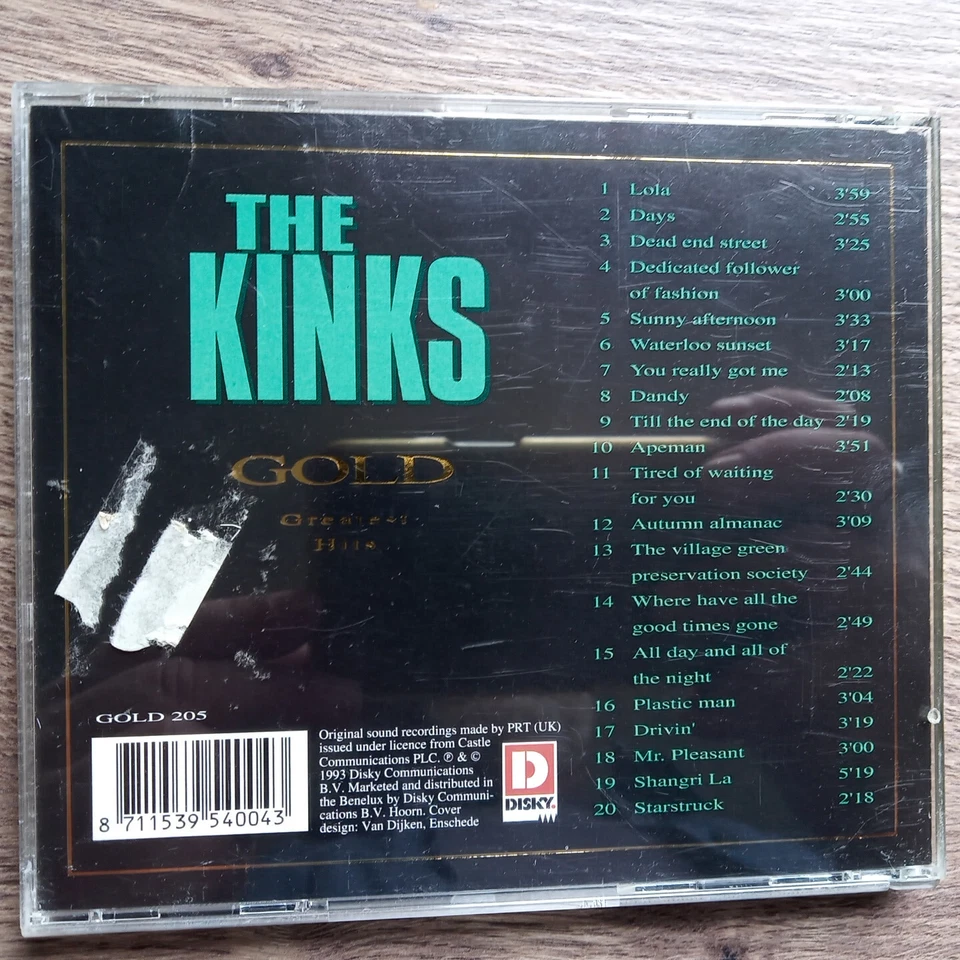 THE
KINKS
GOLD
Greatest
Hits
1 Lola 3'59
2 Days 2'55
3 Dead end street 3'25
4 Dedicated follower
of fashion 3'00
5 Sunny afternoon 3'33
6 Waterloo sunset 3'17
7 You really got me 2'13
8 Dandy 2'08
9 Till the end of the day 2'19
10 Apeman 3'51
11 Tired of waiting
for you 2'30
12 Autumn almanac 3'09
13 The village green
preservation society 2'44
14 Where have all the
good times gone 2'49
15 All day and all of
the night 2'22
16 Plastic man 3'04
17 Drivin' 3'19
18 Mr. Pleasant 3'00
19 Shangri La 5'19
20 Starstruck 2'18
GOLD 205
8 711539 540043
Original sound recordings made by PRT (UK)
issued under licence from Castle
Communications PLC. ℗ & ©
1993 Disky Communications
B.V. Marketed and distributed in
the Benelux by Disky Communi-
cations B.V. Hoorn. Cover
design: Van Dijken, Enschede
D
DISKY